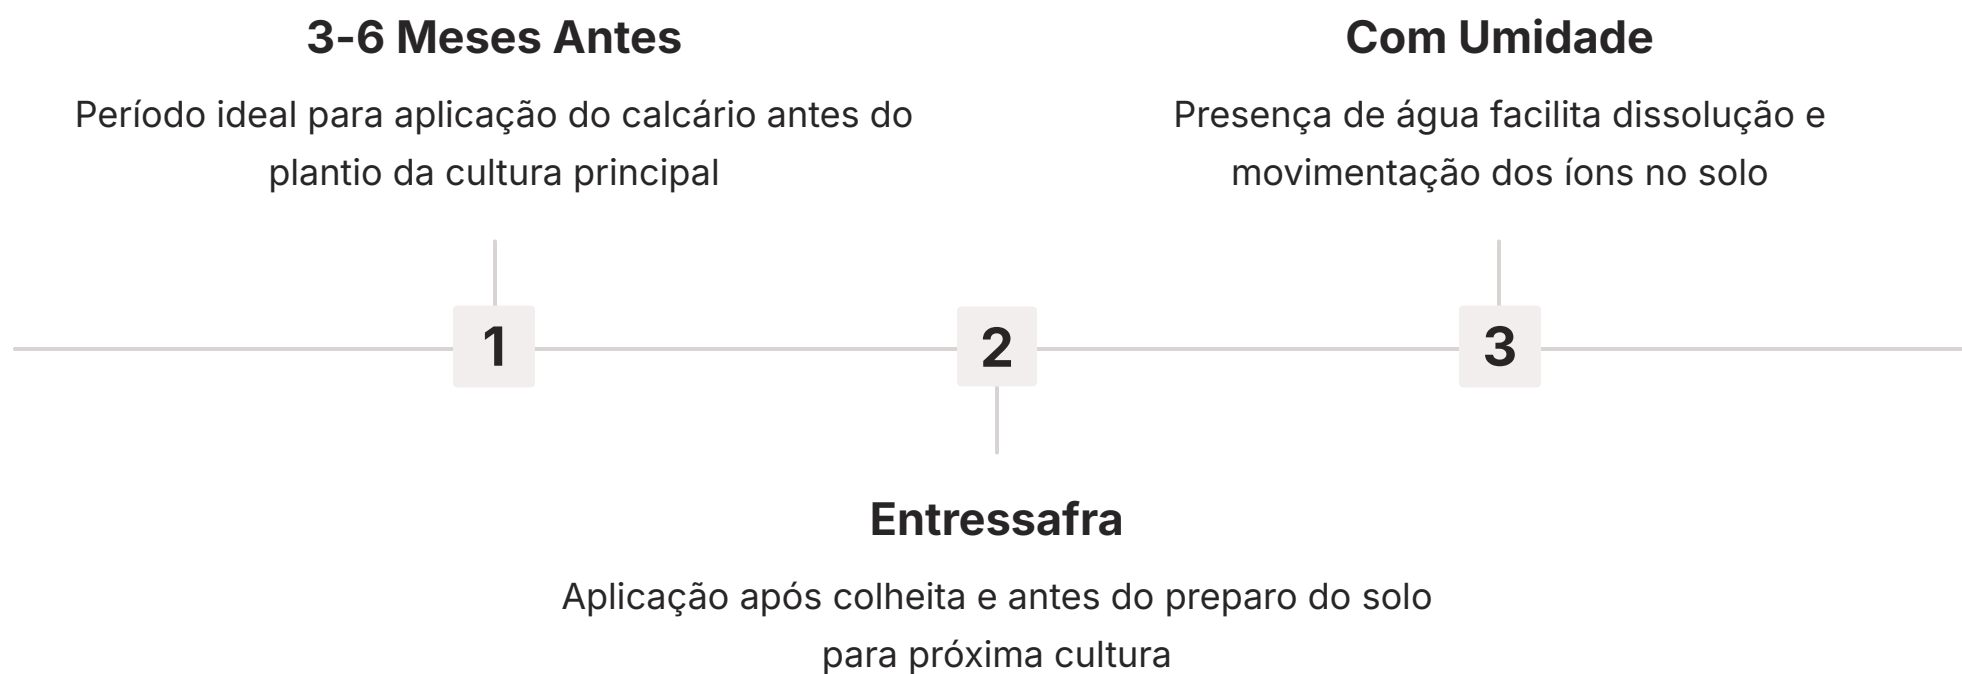 3-6 Meses Antes
Período ideal para aplicação do calcário antes do
plantio da cultura principal
Com Umidade
Presença de água facilita dissolução e
movimentação dos íons no solo
1
2
3
Entressafra
Aplicação após colheita e antes do preparo do solo
para próxima cultura